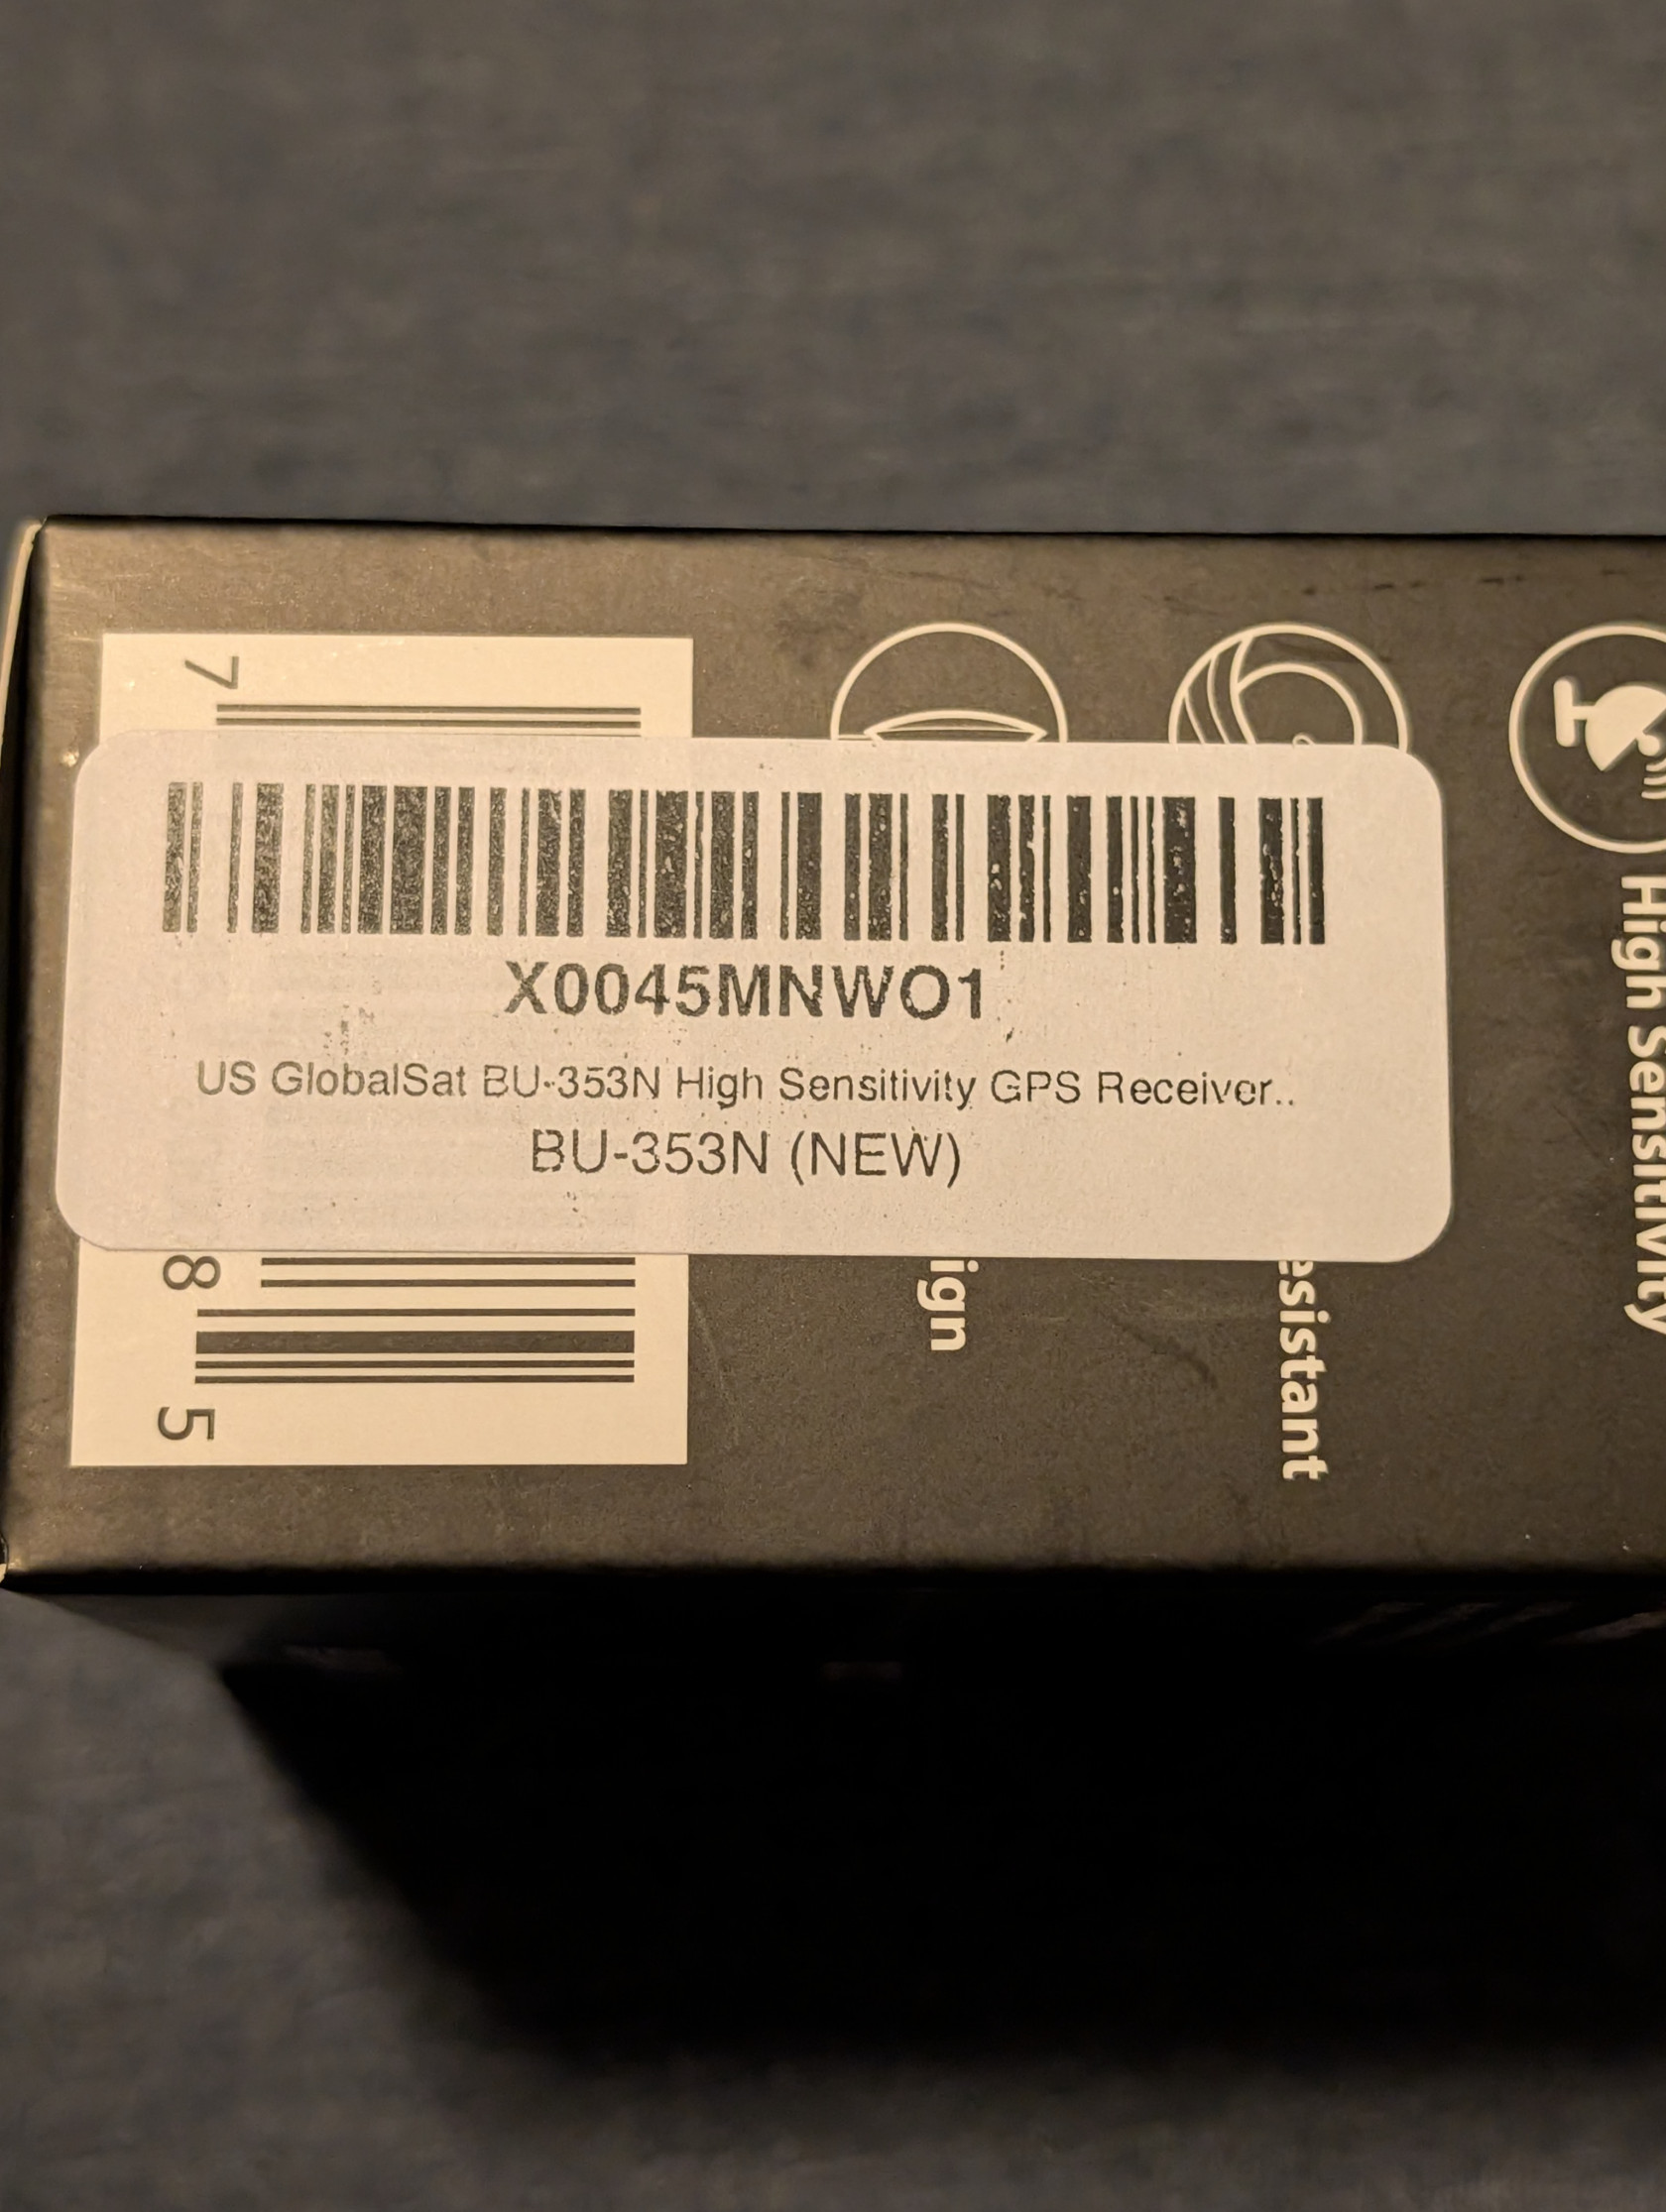 7
X0045MNWO1
US GlobalSat BU-353N High Sensitivity GPS Receiver..
BU-353N (NEW)
8
5
ign
esistant
High Sensitivity